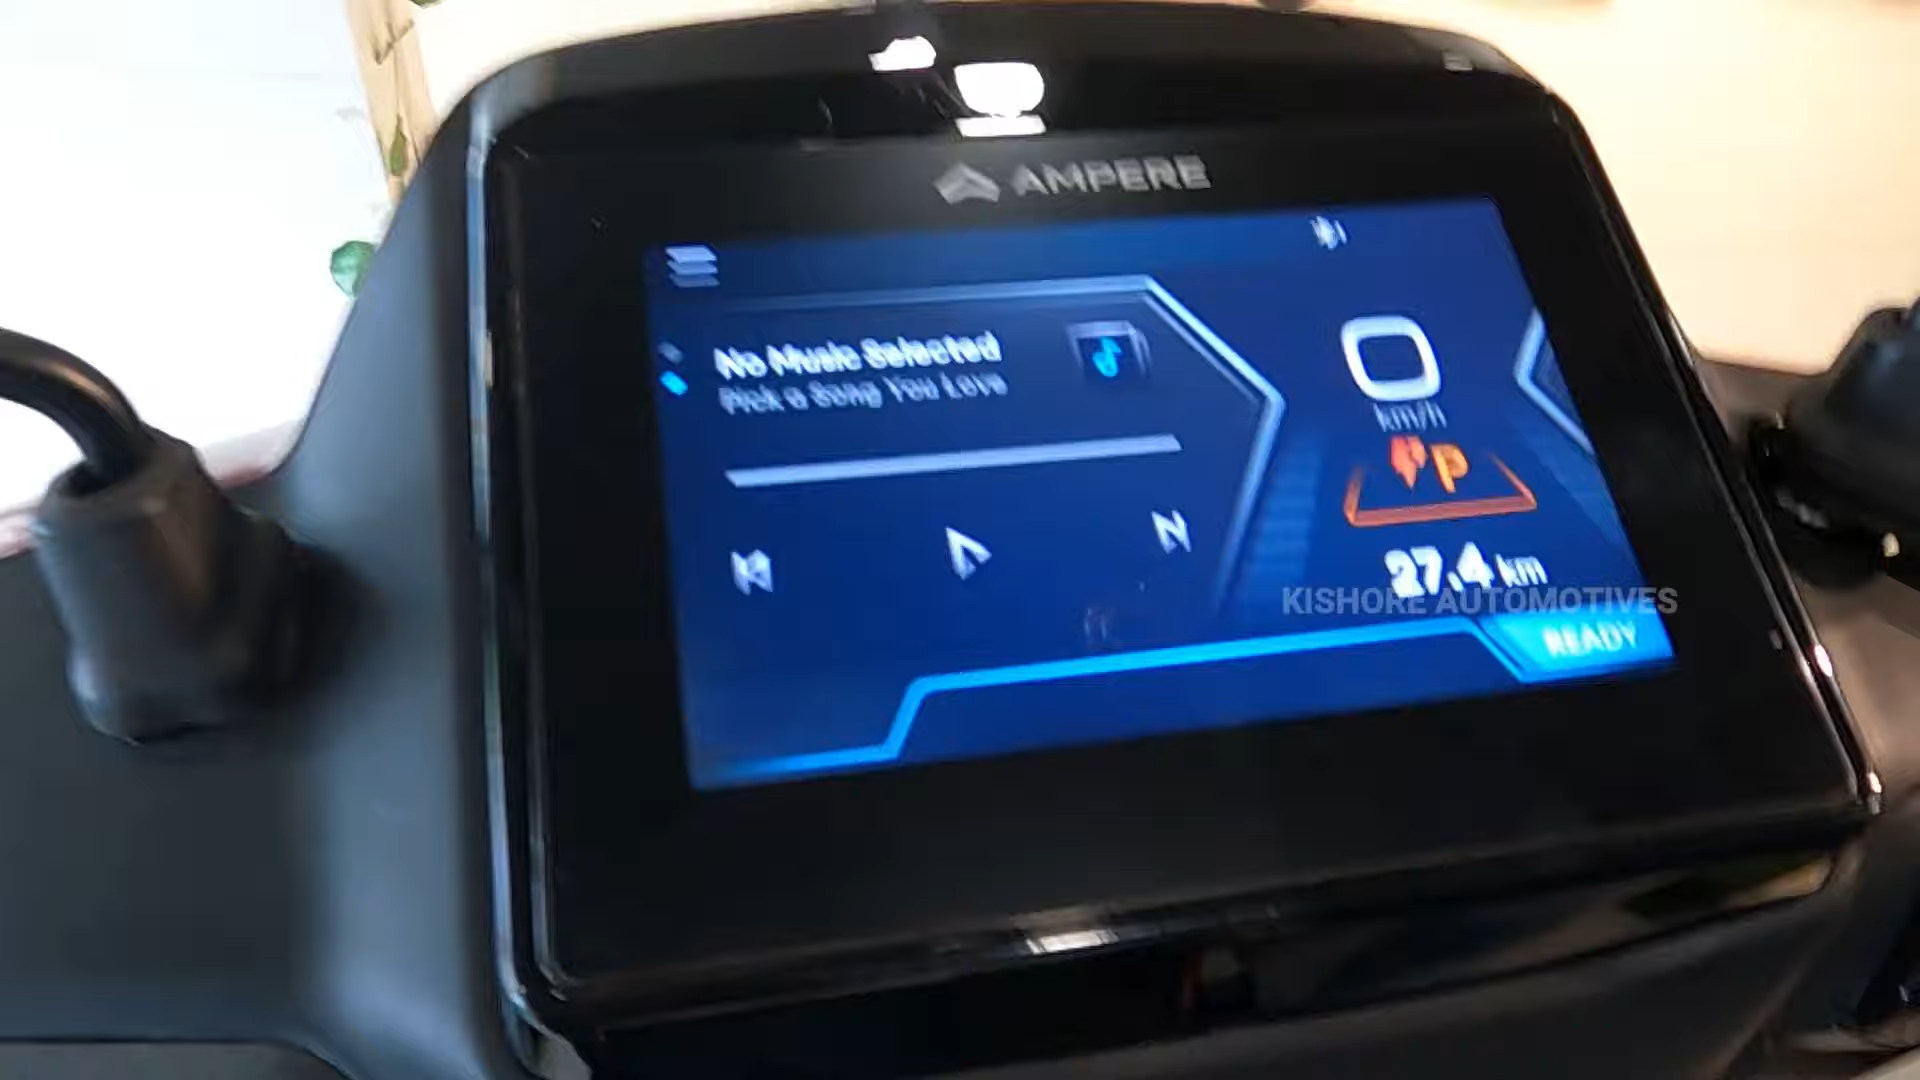 AMPERE
No Music Selected
Pick a Song You Love
0
km/h
P
27.4 km
KISHORE AUTOMOTIVES
READY